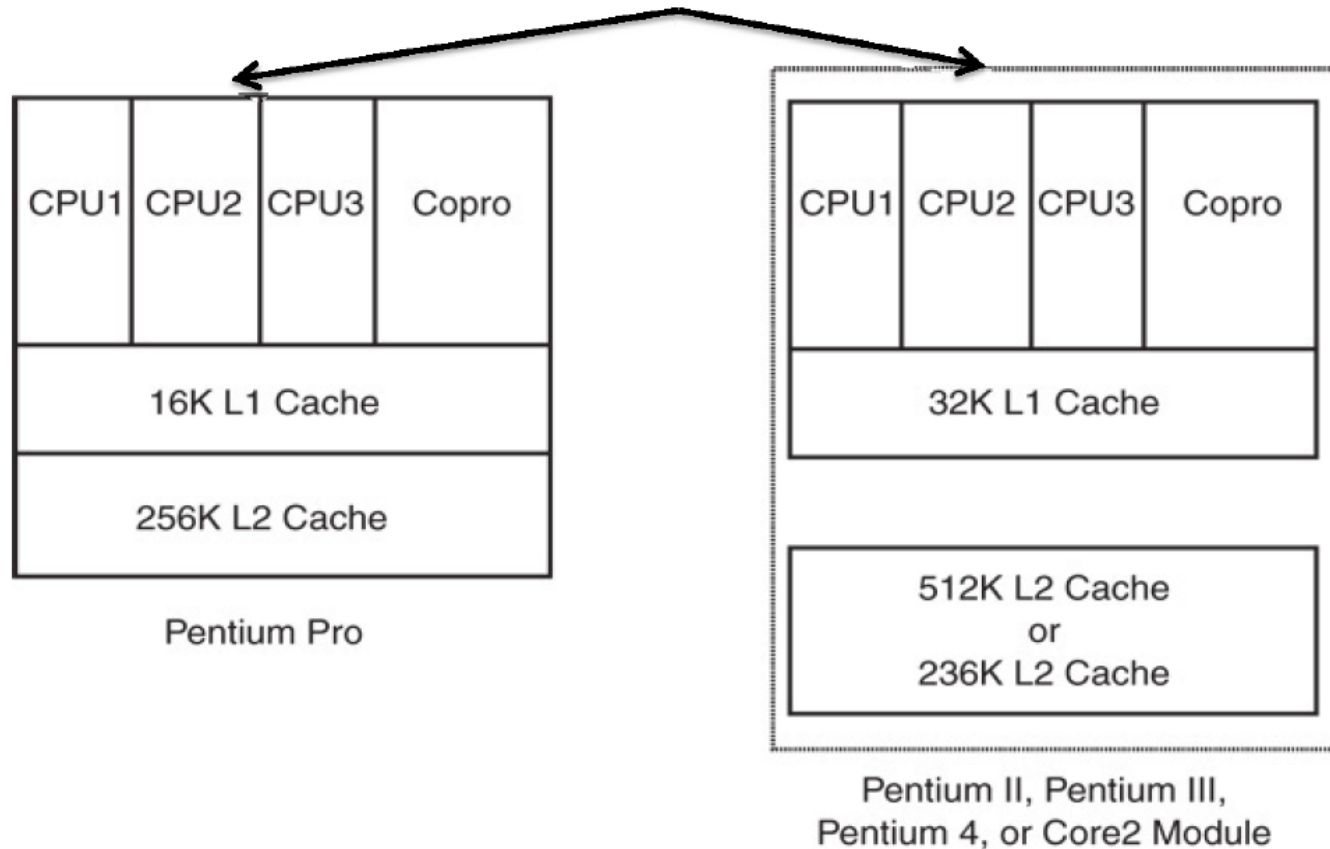 CPU1 CPU2 CPU3 Copro
16K L1 Cache
256K L2 Cache
Pentium Pro
CPU1 CPU2 CPU3 Copro
32K L1 Cache
512K L2 Cache
or
236K L2 Cache
Pentium II, Pentium III,
Pentium 4, or Core2 Module